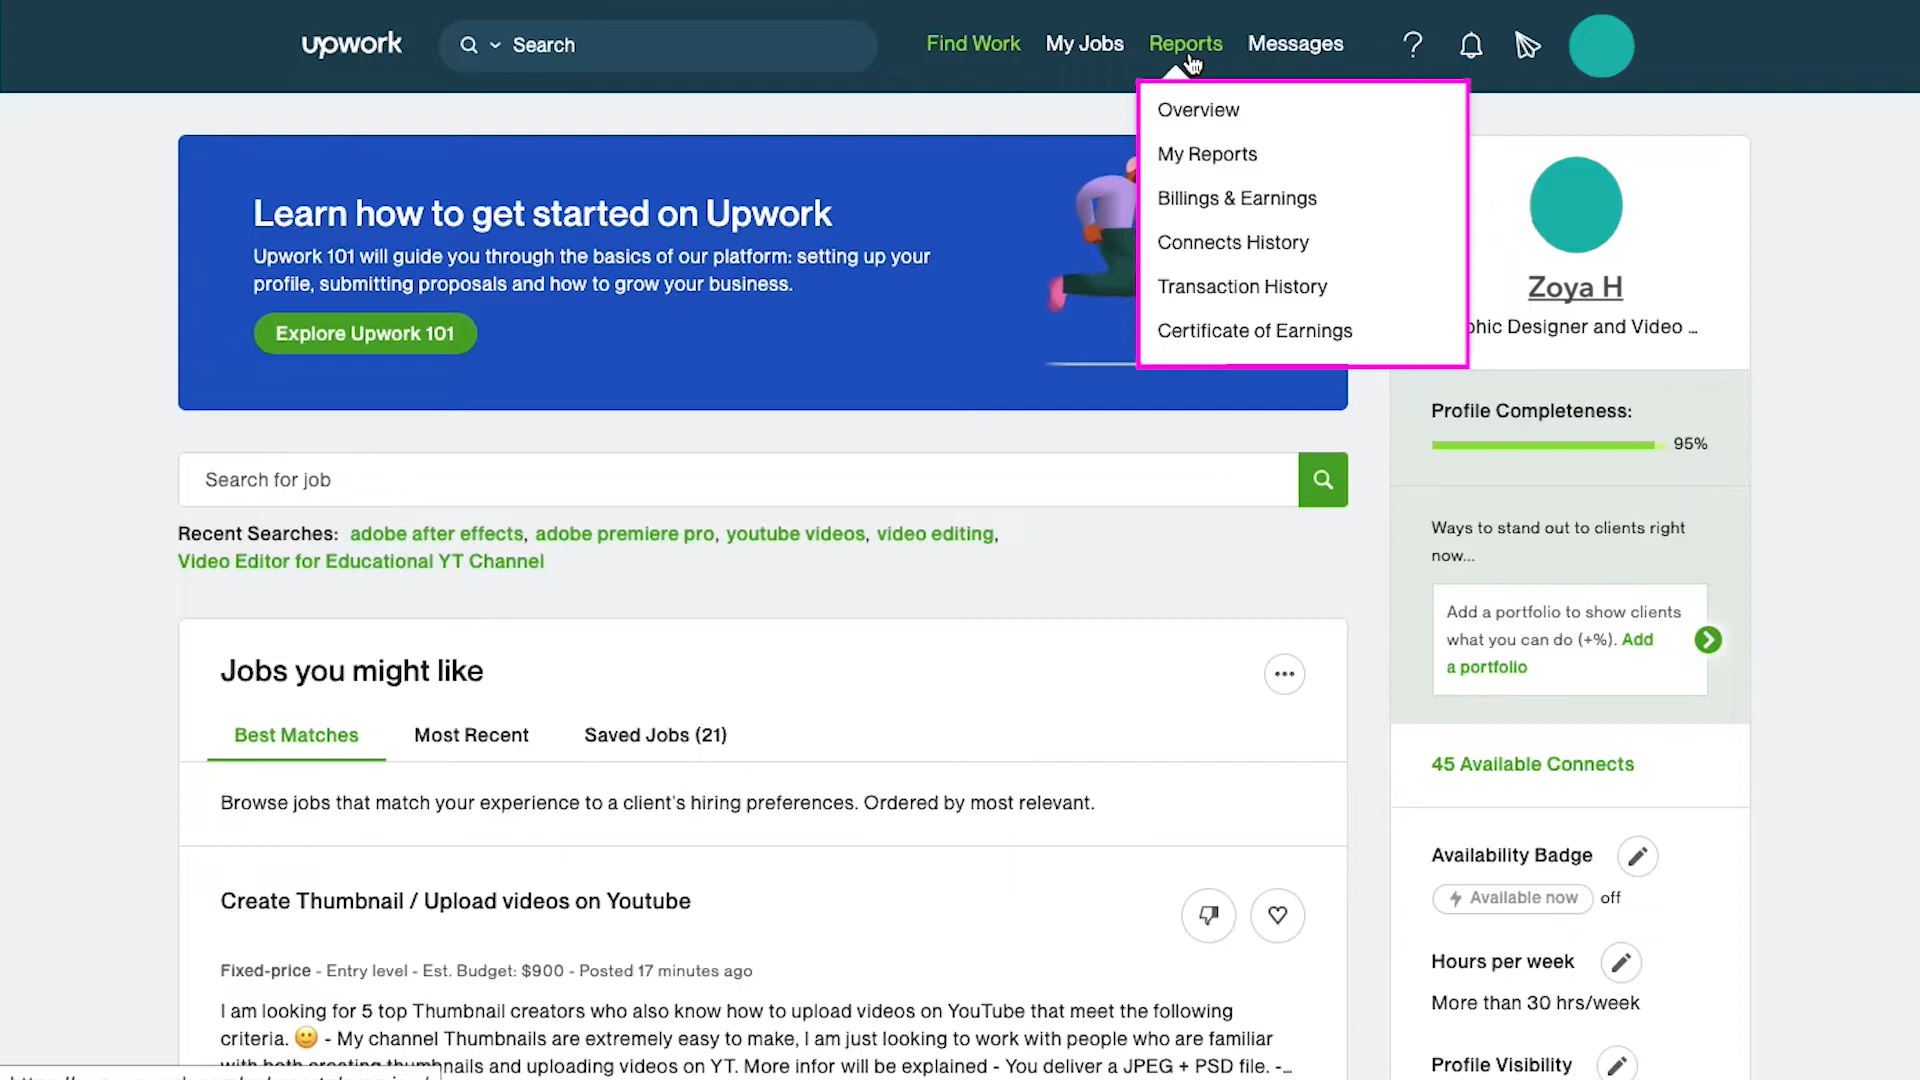 upwork
Search
Find Work
My Jobs
Reports
Messages
Overview
My Reports
Billings & Earnings
Connects History
Transaction History
Certificate of Earnings
Learn how to get started on Upwork
Upwork 101 will guide you through the basics of our platform: setting up your
profile, submitting proposals and how to grow your business.
Explore Upwork 101
Zoya H
phic Designer and Video ...
Profile Completeness:
95%
Search for job
Recent Searches: adobe after effects, adobe premiere pro, youtube videos, video editing,
Video Editor for Educational YT Channel
Ways to stand out to clients right
now...
Add a portfolio to show clients
what you can do (+%). Add
a portfolio
Jobs you might like
Best Matches
Most Recent
Saved Jobs (21)
45 Available Connects
Browse jobs that match your experience to a client's hiring preferences. Ordered by most relevant.
Availability Badge
Available now off
Create Thumbnail / Upload videos on Youtube
Fixed-price - Entry level - Est. Budget: $900 - Posted 17 minutes ago
Hours per week
More than 30 hrs/week
I am looking for 5 top Thumbnail creators who also know how to upload videos on YouTube that meet the following
criteria. 🙂 - My channel Thumbnails are extremely easy to make, I am just looking to work with people who are familiar
with both creating thumbnails and uploading videos on YT. More infor will be explained - You deliver a JPEG + PSD file. -...
Profile Visibility